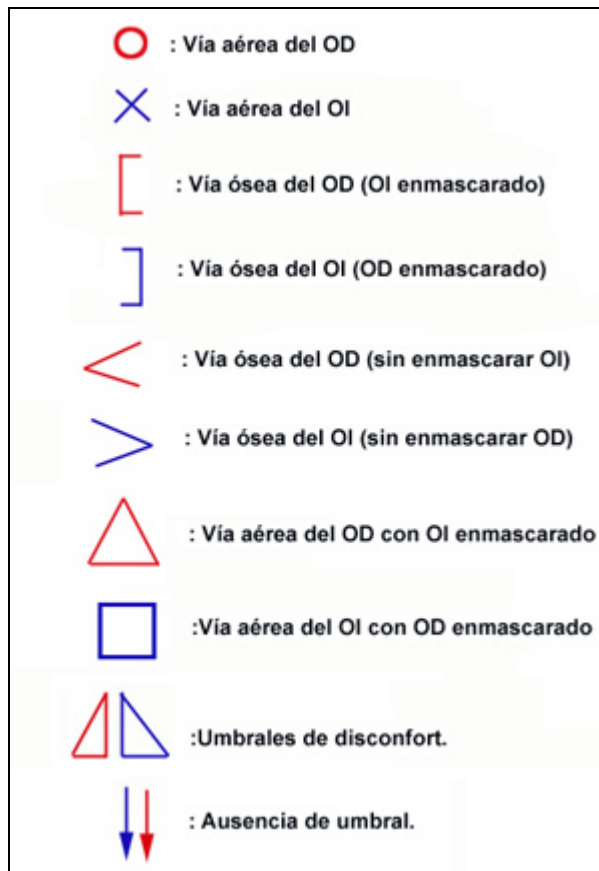 : Vía aérea del OD
: Vía aérea del OI
: Vía ósea del OD (OI enmascarado)
: Vía ósea del OI (OD enmascarado)
: Vía ósea del OD (sin enmascarar OI)
: Vía ósea del OI (sin enmascarar OD)
: Vía aérea del OD con OI enmascarado
:Vía aérea del OI con OD enmascarado
:Umbrales de disconfort.
: Ausencia de umbral.